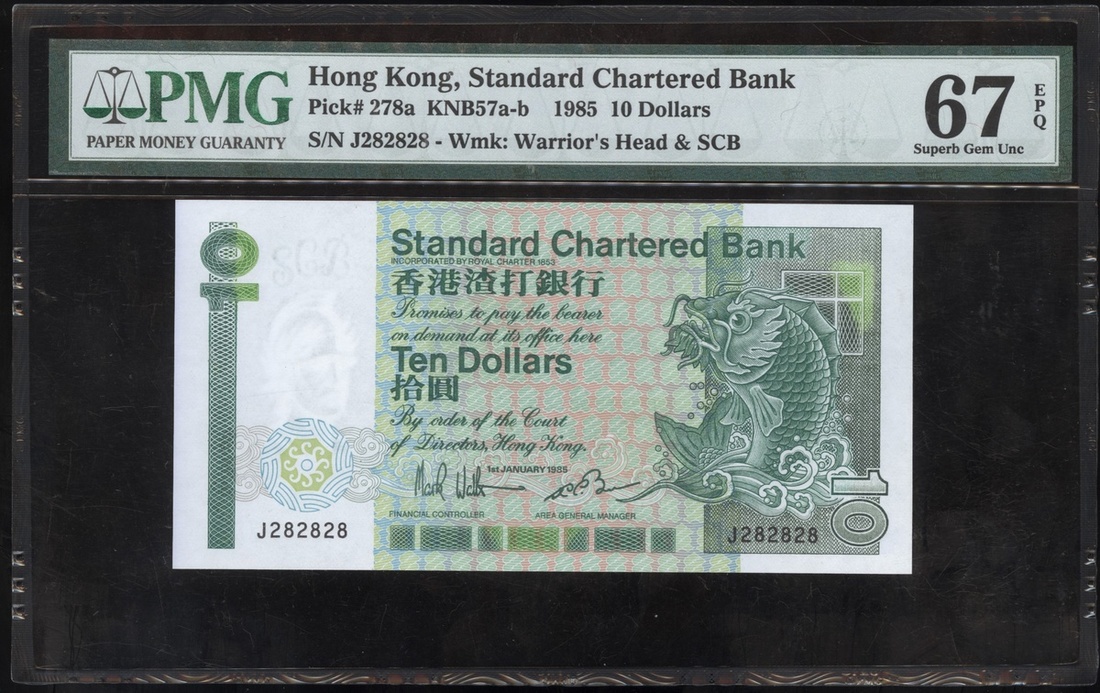 PMG
PAPER MONEY GUARANTY
Hong Kong, Standard Chartered Bank
Pick# 278a KNB57a-b 1985 10 Dollars
S/N J282828 - Wmk: Warrior's Head & SCB
67
EPQ
Superb Gem Unc
10
Standard Chartered Bank
INCORPORATED BY ROYAL CHARTER 1853
香港渣打銀行
Promises to pay the bearer
on demand at its office here
Ten Dollars
拾圓
By order of the Court
of Directors, Hong Kong.
1st JANUARY 1985
FINANCIAL CONTROLLER AREA GENERAL MANAGER
J282828
J282828
10